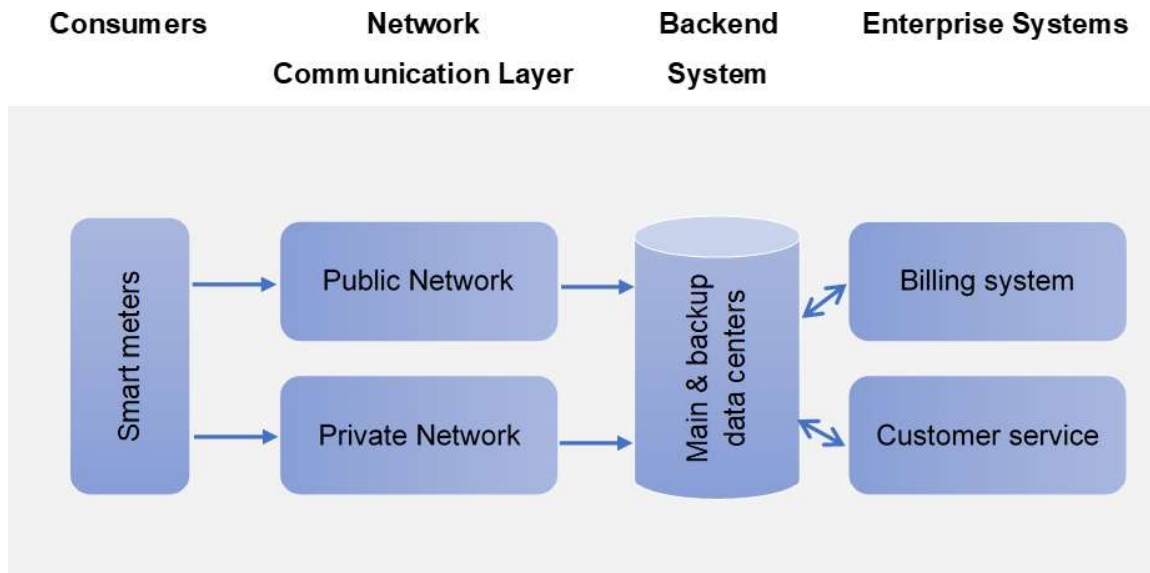 Consumers
Network
Communication Layer
Backend
System
Enterprise Systems
Smart meters
Public Network
Private Network
Main & backup
data centers
Billing system
Customer service